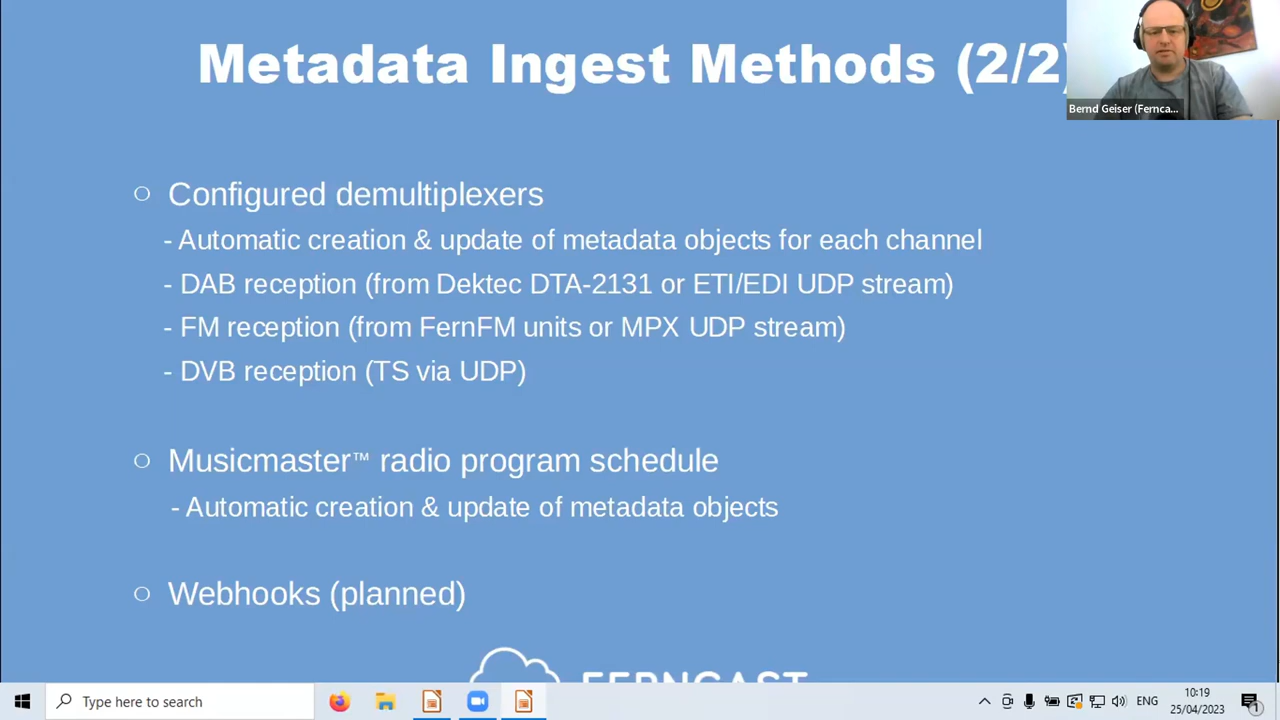 Metadata Ingest Methods (2/2)
Bernd Geiser (Fernca...
Configured demultiplexers
- Automatic creation & update of metadata objects for each channel
- DAB reception (from Dektec DTA-2131 or ETI/EDI UDP stream)
- FM reception (from FernFM units or MPX UDP stream)
- DVB reception (TS via UDP)
Musicmaster™ radio program schedule
- Automatic creation & update of metadata objects
Webhooks (planned)
FERNCAST
Type here to search
ENG
10:19
25/04/2023
1